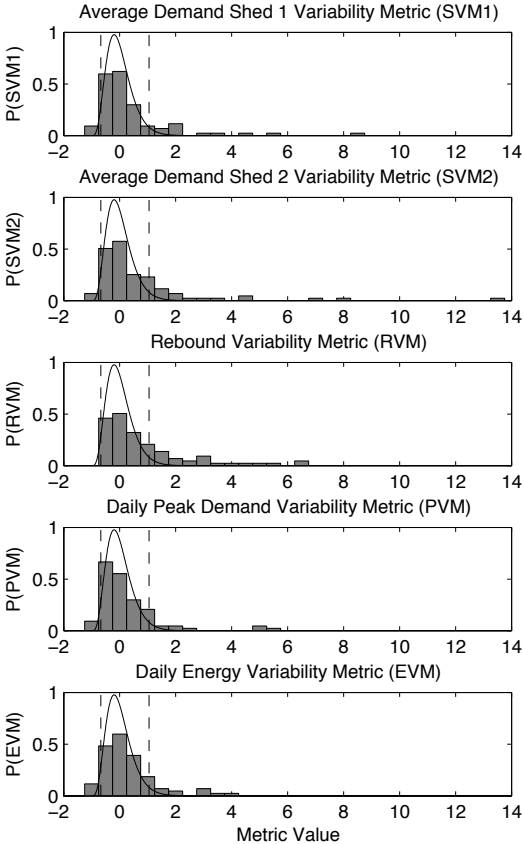 Average Demand Shed 1 Variability Metric (SVM1)
1
0.5
0
P(SVM1)
−2 0 2 4 6 8 10 12 14
Average Demand Shed 2 Variability Metric (SVM2)
1
0.5
0
P(SVM2)
−2 0 2 4 6 8 10 12 14
Rebound Variability Metric (RVM)
1
0.5
0
P(RVM)
−2 0 2 4 6 8 10 12 14
Daily Peak Demand Variability Metric (PVM)
1
0.5
0
P(PVM)
−2 0 2 4 6 8 10 12 14
Daily Energy Variability Metric (EVM)
1
0.5
0
P(EVM)
−2 0 2 4 6 8 10 12 14
Metric Value